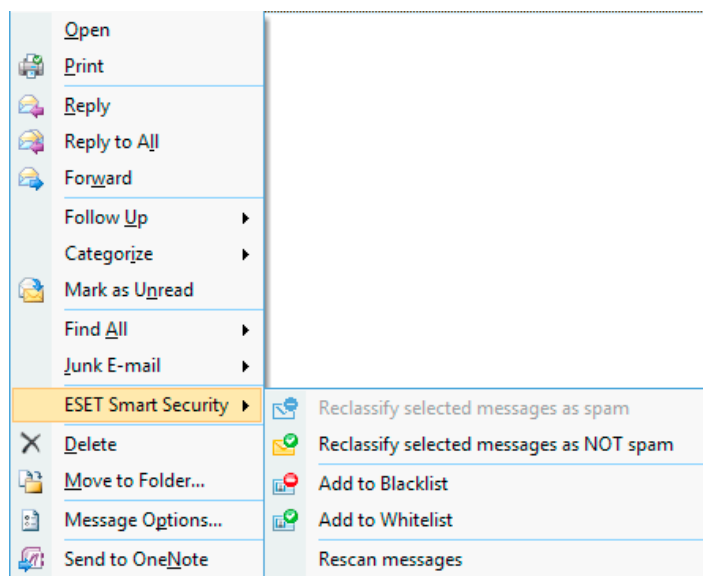 Open
Print
Reply
Reply to All
Forward
Follow Up
Categorize
Mark as Unread
Find All
Junk E-mail
ESET Smart Security
Reclassify selected messages as spam
Delete
Reclassify selected messages as NOT spam
Move to Folder...
Add to Blacklist
Message Options...
Add to Whitelist
Send to OneNote
Rescan messages